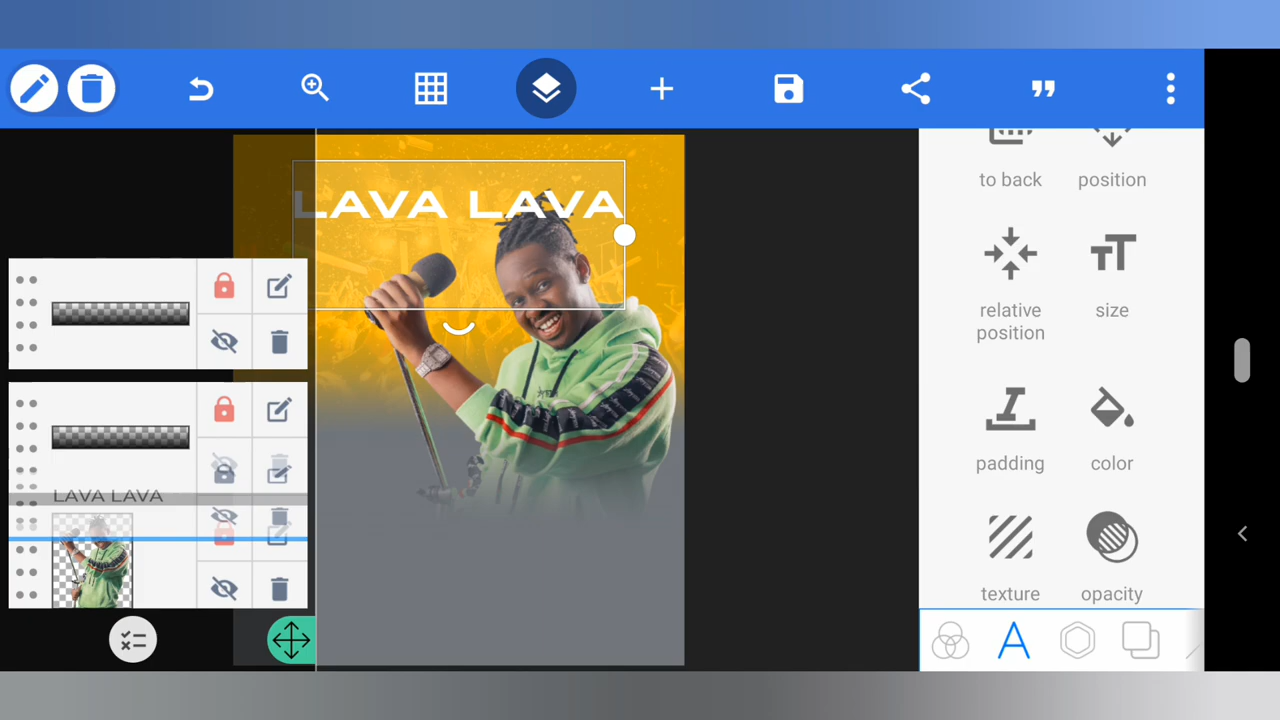 LAVA LAVA
LAVA LAVA
to back
position
relative
position
size
padding
color
texture
opacity